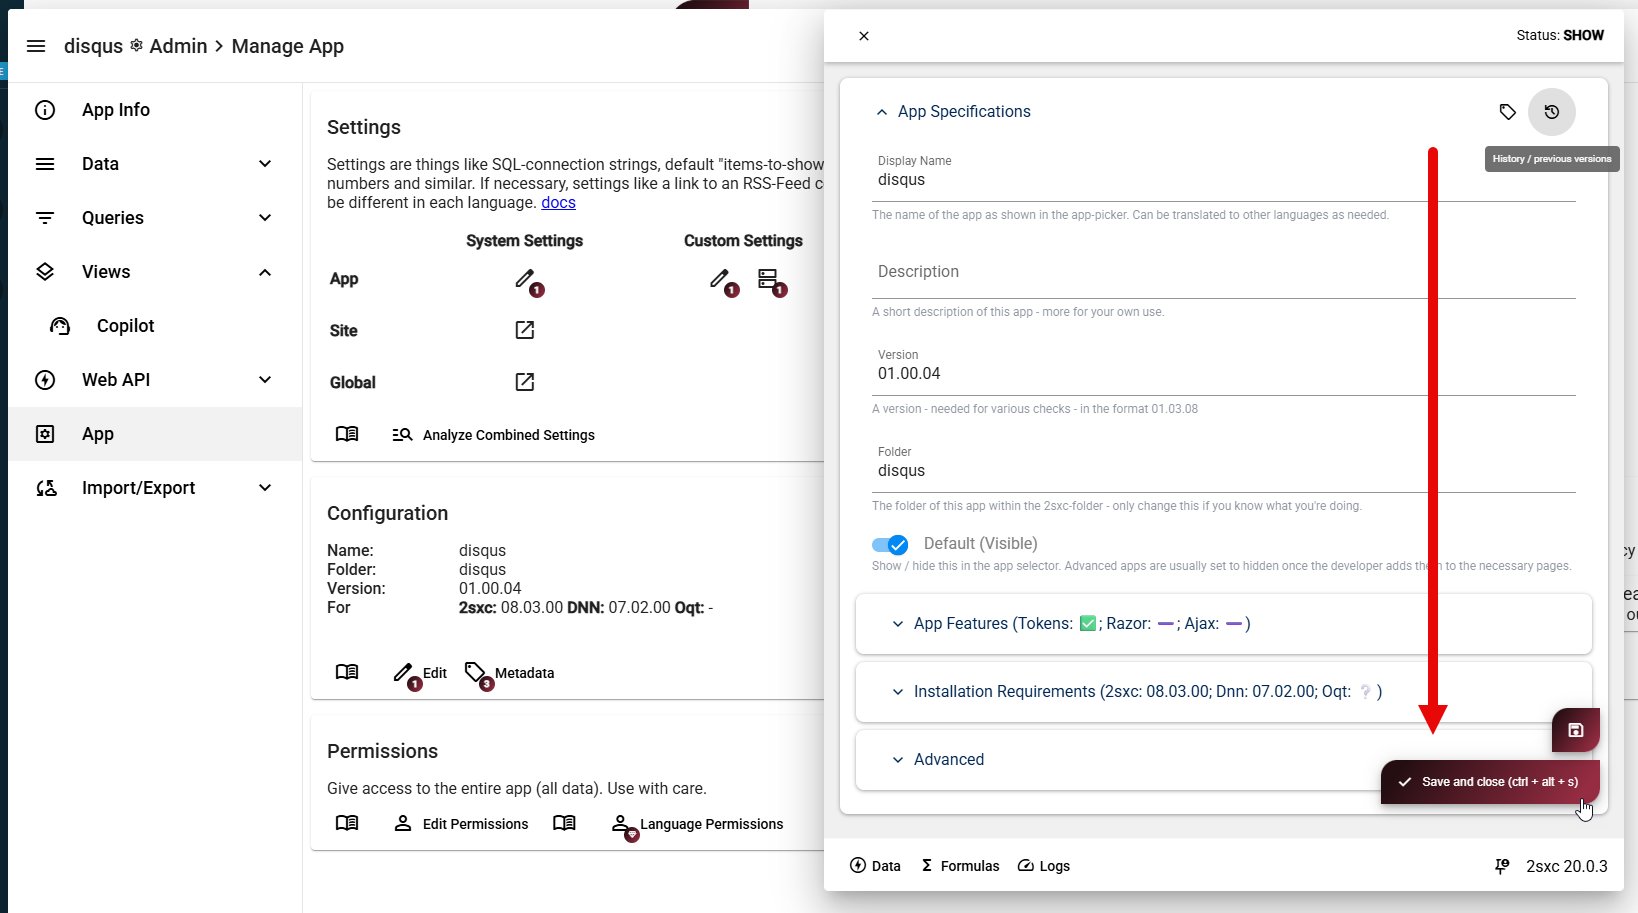 disqus Admin > Manage App
App Info
Data
Queries
Views
Copilot
Web API
App
Import/Export
Settings
Settings are things like SQL-connection strings, default "items-to-show
numbers and similar. If necessary, settings like a link to an RSS-Feed c
be different in each language. docs
System Settings Custom Settings
App 1 1 1
Site
Global
Analyze Combined Settings
Configuration
Name: disqus
Folder: disqus
Version: 01.00.04
For 2sxc: 08.03.00 DNN: 07.02.00 Oqt: -
1 Edit 3 Metadata
Permissions
Give access to the entire app (all data). Use with care.
Edit Permissions Language Permissions
Status: SHOW
App Specifications
History / previous versions
Display Name
disqus
The name of the app as shown in the app-picker. Can be translated to other languages as needed.
Description
A short description of this app - more for your own use.
Version
01.00.04
A version - needed for various checks - in the format 01.03.08
Folder
disqus
The folder of this app within the 2sxc-folder - only change this if you know what you're doing.
Default (Visible)
Show / hide this in the app selector. Advanced apps are usually set to hidden once the developer adds them to the necessary pages.
App Features (Tokens: ✅; Razor: ➖; Ajax: ➖)
Installation Requirements (2sxc: 08.03.00; Dnn: 07.02.00; Oqt: ❔)
Advanced
Save and close (ctrl + alt + s)
Data Formulas Logs
2sxc 20.0.3